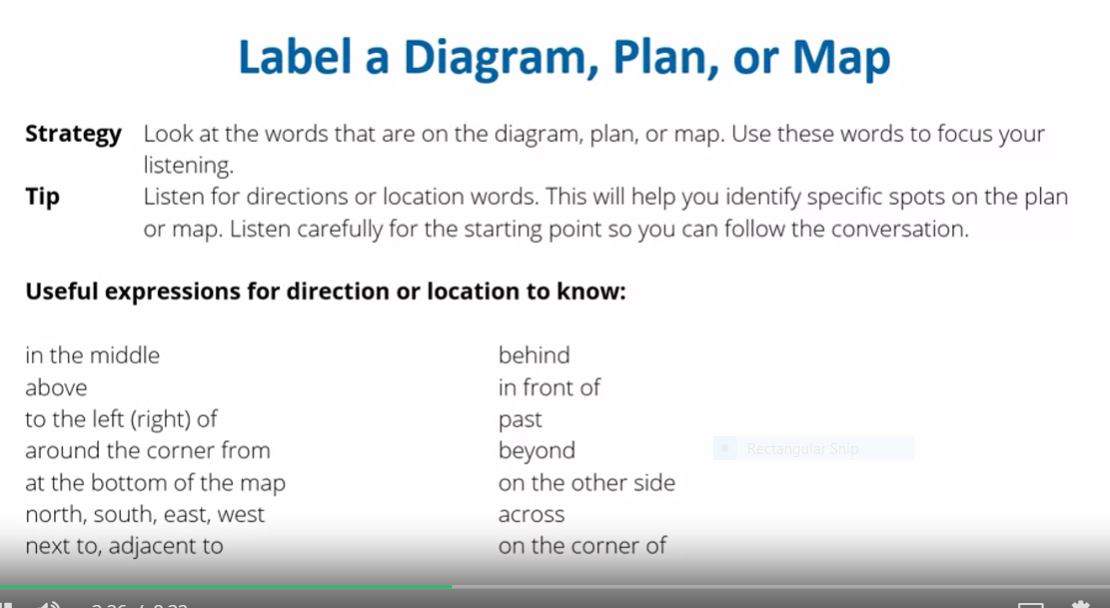 Label a Diagram, Plan, or Map
Strategy Look at the words that are on the diagram, plan, or map. Use these words to focus your
listening.
Tip Listen for directions or location words. This will help you identify specific spots on the plan
or map. Listen carefully for the starting point so you can follow the conversation.
Useful expressions for direction or location to know:
in the middle
above
to the left (right) of
around the corner from
at the bottom of the map
north, south, east, west
next to, adjacent to
behind
in front of
past
beyond
on the other side
across
on the corner of
Rectangular Snip